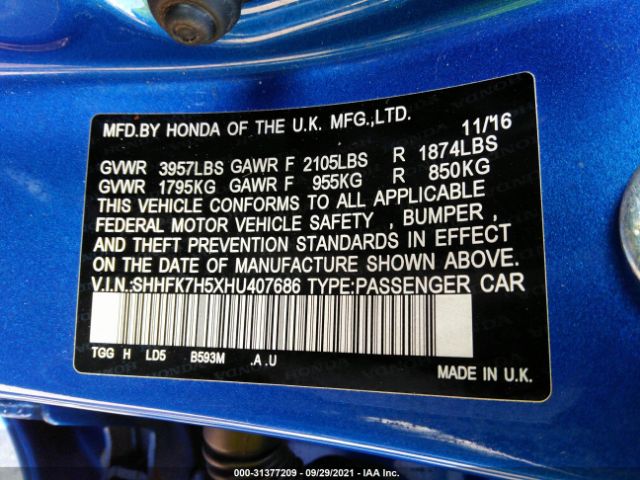 MFD.BY HONDA OF THE U.K. MFG.,LTD. 11/16
GVWR 3957LBS GAWR F 2105LBS R 1874LBS
GVWR 1795KG GAWR F 955KG R 850KG
THIS VEHICLE CONFORMS TO ALL APPLICABLE
FEDERAL MOTOR VEHICLE SAFETY , BUMPER ,
AND THEFT PREVENTION STANDARDS IN EFFECT
ON THE DATE OF MANUFACTURE SHOWN ABOVE.
V.I.N.:SHHFK7H5XHU407686 TYPE:PASSENGER CAR
TGG H LD5 B593M .A .U
MADE IN U.K.
000-31377209 - 09/29/2021 - IAA Inc.